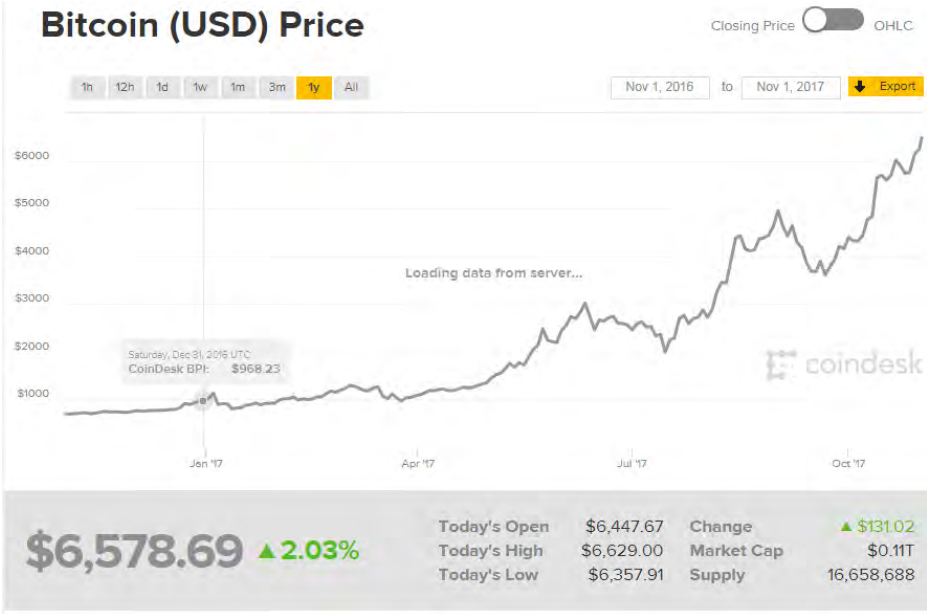 Bitcoin (USD) Price
Closing Price OHLC
1h 12h 1d 1w 1m 3m 1y All
Nov 1, 2016 to Nov 1, 2017 Export
$6000
$5000
$4000
Loading data from server...
$3000
$2000
Saturday, Dec 31, 2016 UTC
CoinDesk BPI: $968.23
coindesk
$1000
Jan '17 Apr '17 Jul '17 Oct '17
$6,578.69 ▲ 2.03%
Today's Open $6,447.67 Change ▲ $131.02
Today's High $6,629.00 Market Cap $0.11T
Today's Low $6,357.91 Supply 16,658,688